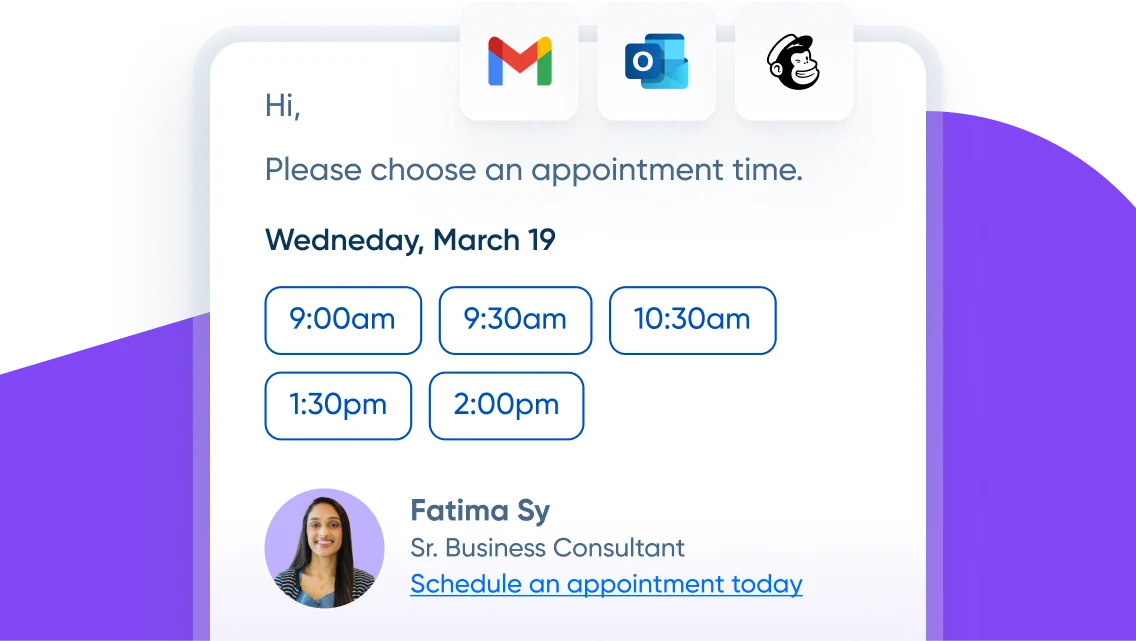 Hi,
Please choose an appointment time.
Wedneday, March 19
9:00am 9:30am 10:30am
1:30pm 2:00pm
Fatima Sy
Sr. Business Consultant
Schedule an appointment today